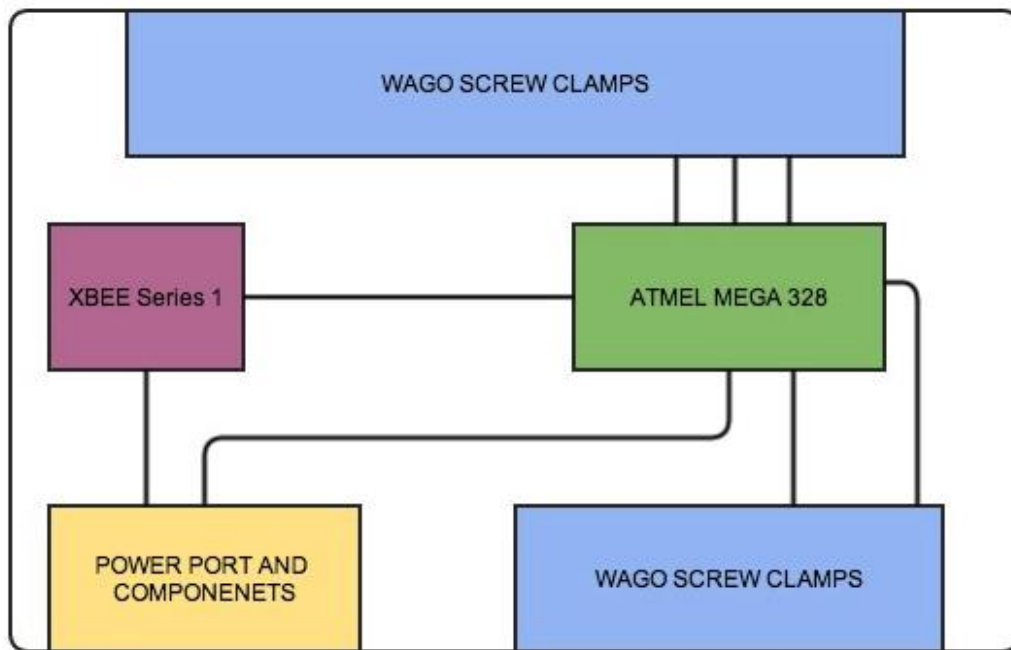 WAGO SCREW CLAMPS
XBEE Series 1
ATMEL MEGA 328
POWER PORT AND
COMPONENETS
WAGO SCREW CLAMPS